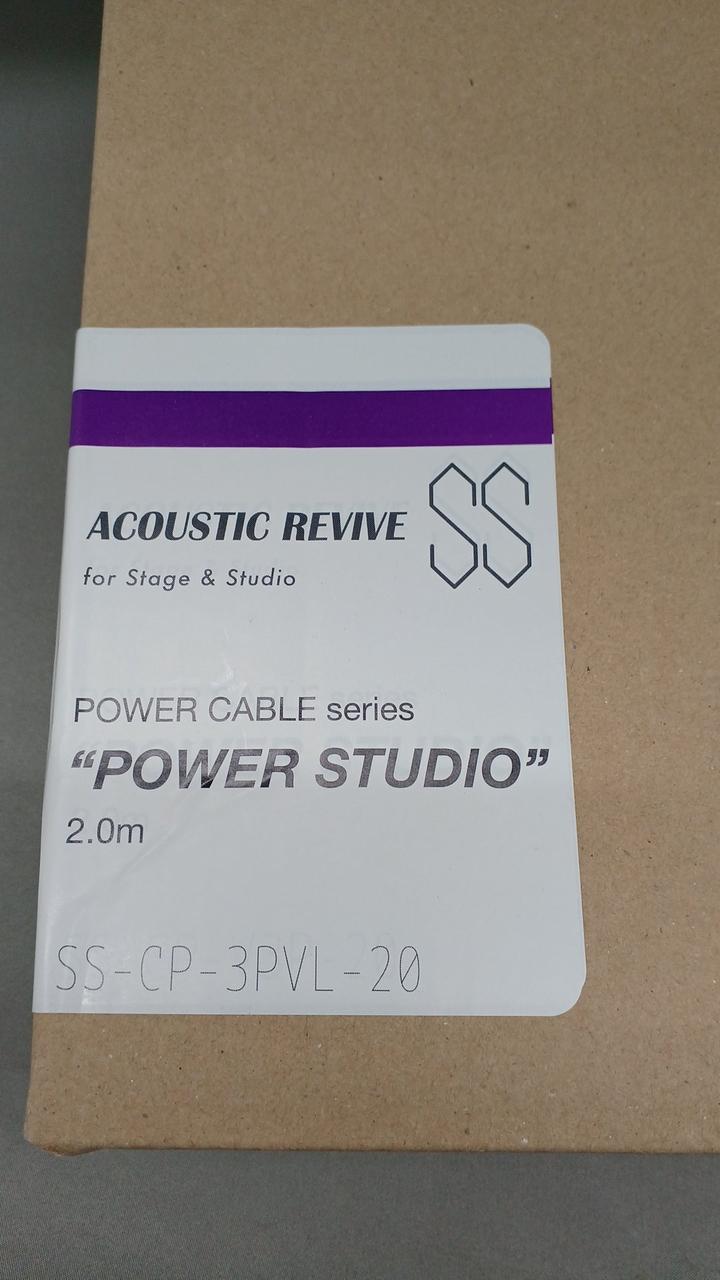 ACOUSTIC REVIVE SS
for Stage & Studio
POWER CABLE series
“POWER STUDIO”
2.0m
SS-CP-3PVL-20